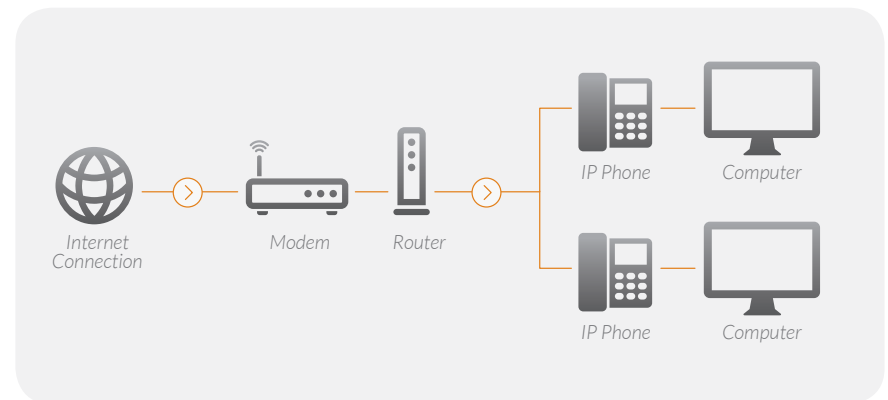 Internet
Connection
Modem
Router
IP Phone
Computer
IP Phone
Computer